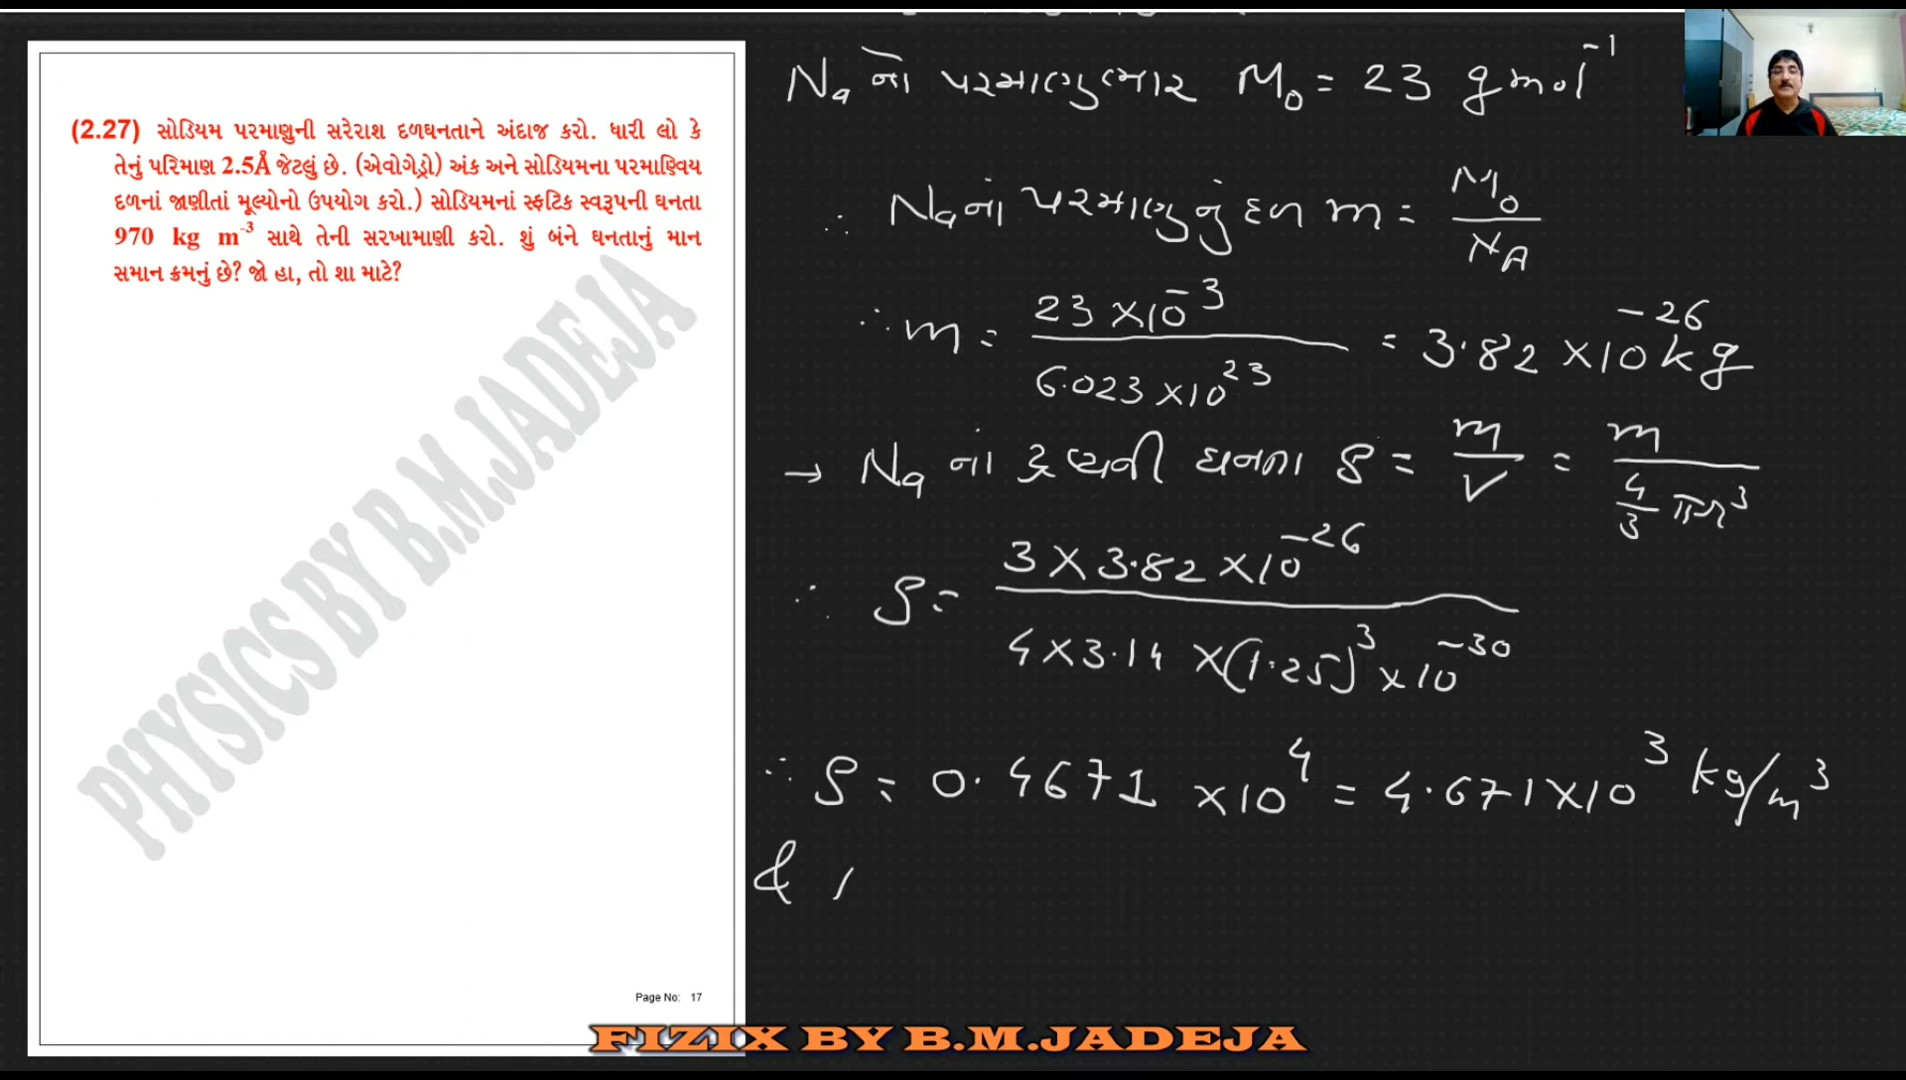 (2.27) સોડિયમ પરમાણુની સરેરાશ દળઘનતાને અંદાજ કરો. ધારી લો કે
તેનું પરિમાણ 2.5Å જેટલું છે. (એવોગેડ્રો) અંક અને સોડિયમના પરમાણ્વિય
દળનાં જાણીતાં મૂલ્યોનો ઉપયોગ કરો.) સોડિયમનાં સ્ફટિક સ્વરૂપની ઘનતા
970 kg m⁻³ સાથે તેની સરખામાણી કરો. શું બંને ઘનતાનું માન
સમાન ક્રમનું છે? જો હા, તો શા માટે?
PHYSICS BY B.M.JADEJA
Page No: 17
Na નો પરમાણુભાર M₀ = 23 g mol⁻¹
∴ Na નાં પરમાણુનું દળ m = M₀ / N_A
∴ m = 23 × 10⁻³ / 6.023 × 10²³ = 3.82 × 10⁻²⁶ kg
→ Na નાં દ્રવ્યની ઘનતા ρ = m / V = m / (4/3 πr³)
∴ ρ = 3 × 3.82 × 10⁻²⁶ / 4 × 3.14 × (1.25)³ × 10⁻³⁰
∴ ρ = 0.4671 × 10⁴ = 4.671 × 10³ kg/m³
&
FIZIX BY B.M.JADEJA